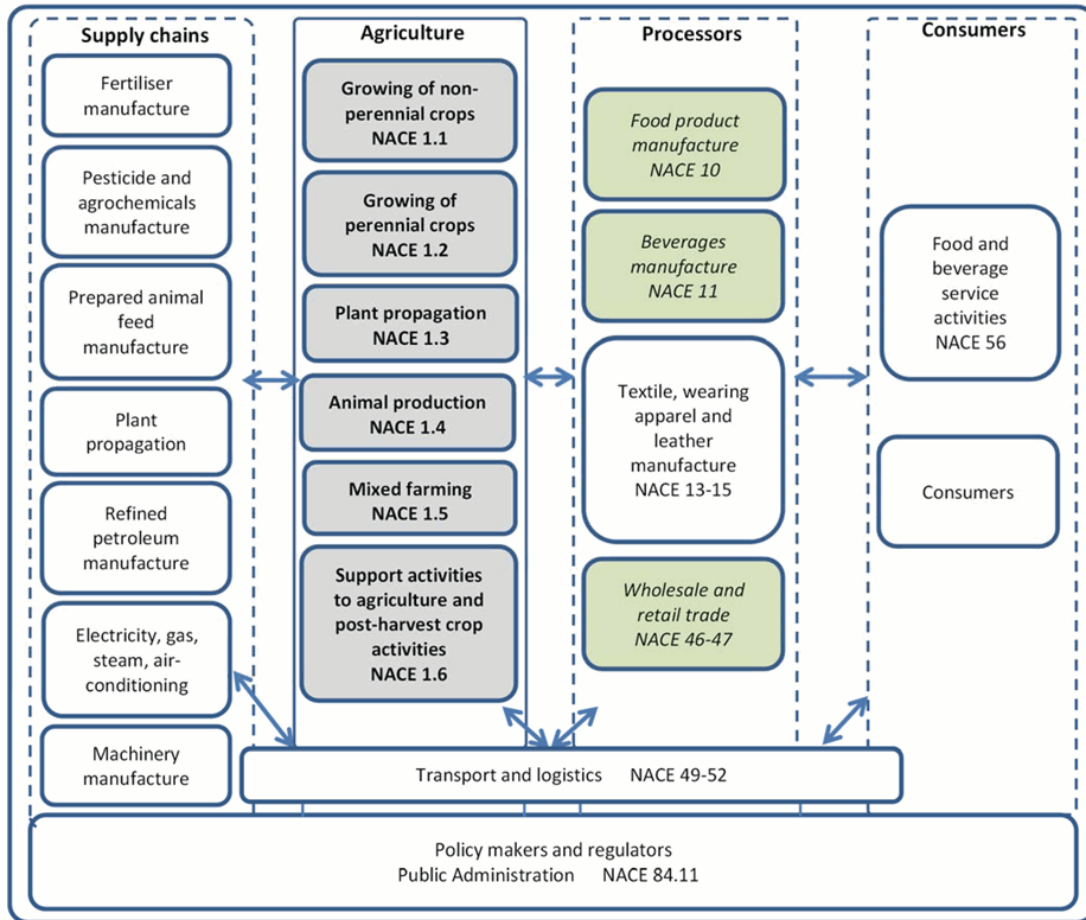 Supply chains
Fertiliser
manufacture
Pesticide and
agrochemicals
manufacture
Prepared animal
feed
manufacture
Plant
propagation
Refined
petroleum
manufacture
Electricity, gas,
steam, air-
conditioning
Machinery
manufacture
Agriculture
Growing of non-
perennial crops
NACE 1.1
Growing of
perennial crops
NACE 1.2
Plant propagation
NACE 1.3
Animal production
NACE 1.4
Mixed farming
NACE 1.5
Support activities
to agriculture and
post-harvest crop
activities
NACE 1.6
Processors
Food product
manufacture
NACE 10
Beverages
manufacture
NACE 11
Textile, wearing
apparel and
leather
manufacture
NACE 13-15
Wholesale and
retail trade
NACE 46-47
Consumers
Food and
beverage
service
activities
NACE 56
Consumers
Transport and logistics NACE 49-52
Policy makers and regulators
Public Administration NACE 84.11